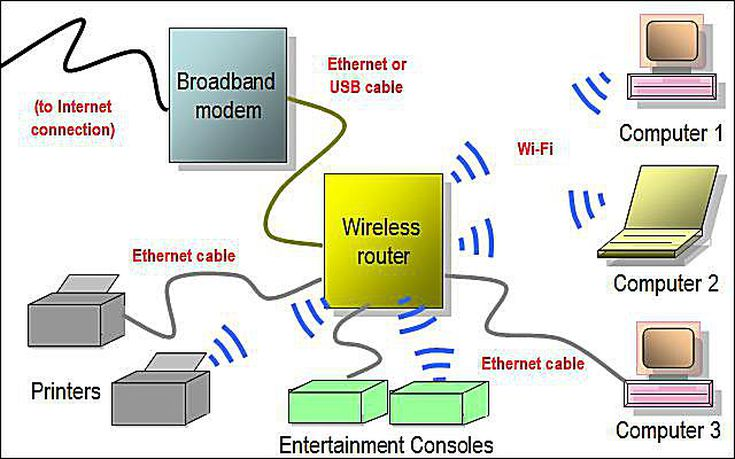 Broadband
modem
Ethernet or
USB cable
(to Internet
connection)
Wi-Fi
Computer 1
Wireless
router
Ethernet cable
Computer 2
Printers
Ethernet cable
Entertainment Consoles
Computer 3